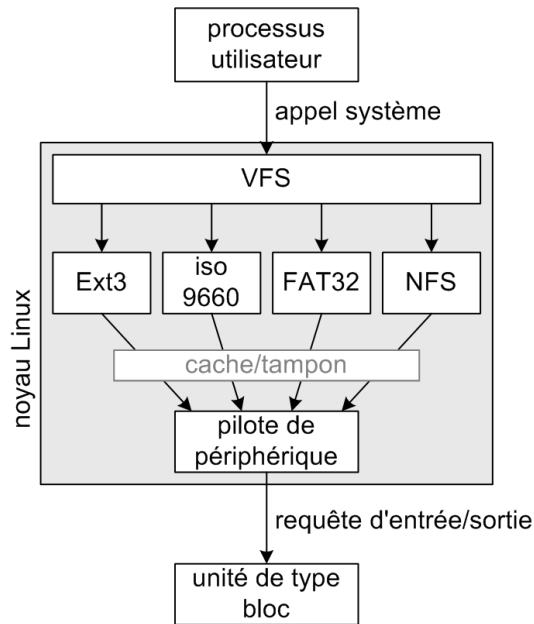 processus
utilisateur
appel système
VFS
Ext3
iso
9660
FAT32
NFS
noyau Linux
cache/tampon
pilote de
périphérique
requête d'entrée/sortie
unité de type
bloc